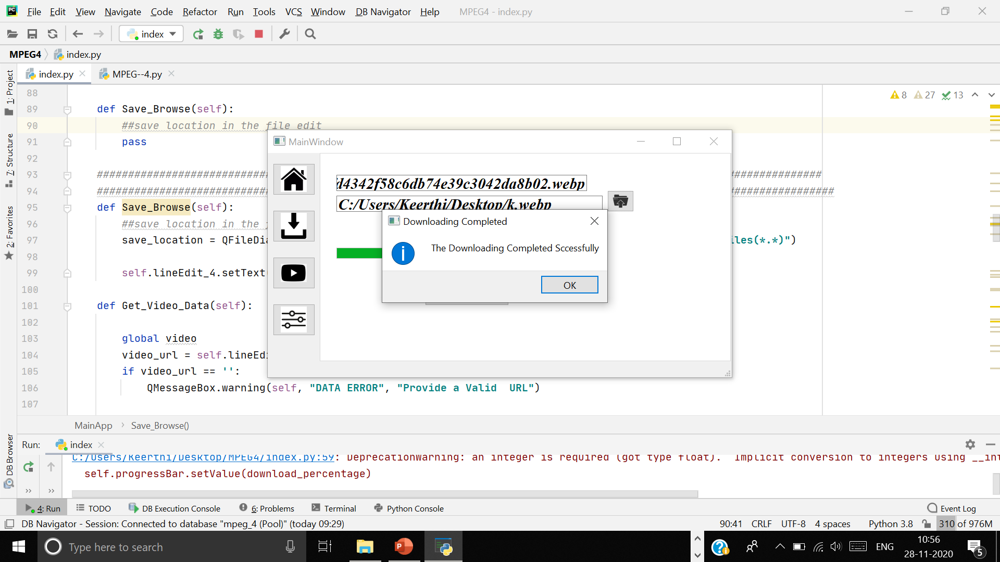 File Edit View Navigate Code Refactor Run Tools VCS Window DB Navigator Help MPEG4 - index.py
index
MPEG4 index.py
index.py MPEG--4.py
1: Project
7: Structure
2: Favorites
DB Browser
8 27 13
88
89 def Save_Browse(self):
90 ##save location in the file edit
91 pass
92
93 ############################
94 ############################
95 def Save_Browse(self):
96 ##save location in the
97 save_location = QFileDi iles(*.*)")
98
99 self.lineEdit_4.setText
100
101 def Get_Video_Data(self):
102
103 global video
104 video_url = self.lineEd
105 if video_url == '':
106 QMessageBox.warning(self, "DATA ERROR", "Provide a Valid  URL")
107
MainWindow
d4342f58c6db74e39c3042da8b02.webp
C:/Users/Keerthi/Desktop/k.webp
Downloading Completed
The Downloading Completed Sccessfully
OK
MainApp › Save_Browse()
Run: index
C:/Users/Keerthi/Desktop/MPEG4/index.py:59: DeprecationWarning: an integer is required (got type float).  Implicit conversion to integers using __int
self.progressBar.setValue(download_percentage)
4: Run TODO DB Execution Console 6: Problems Terminal Python Console Event Log
DB Navigator - Session: Connected to database "mpeg_4 (Pool)" (today 09:29) 90:41 CRLF UTF-8 4 spaces Python 3.8 310 of 976M
Type here to search
ENG
10:56
28-11-2020
5